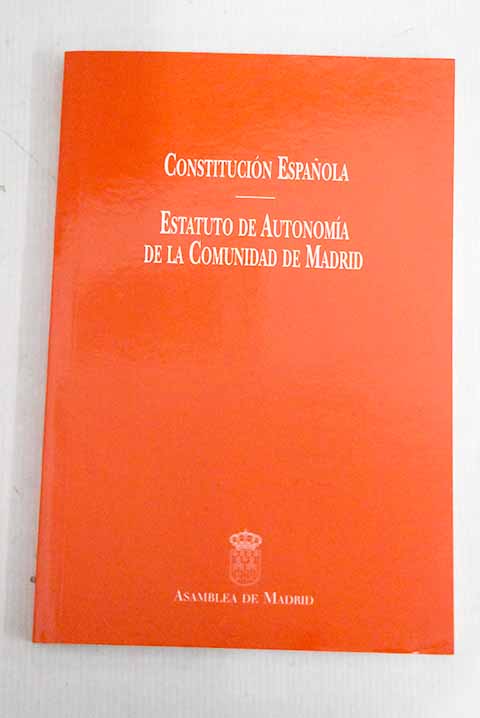 CONSTITUCIÓN ESPAÑOLA
ESTATUTO DE AUTONOMÍA
DE LA COMUNIDAD DE MADRID
ASAMBLEA DE MADRID